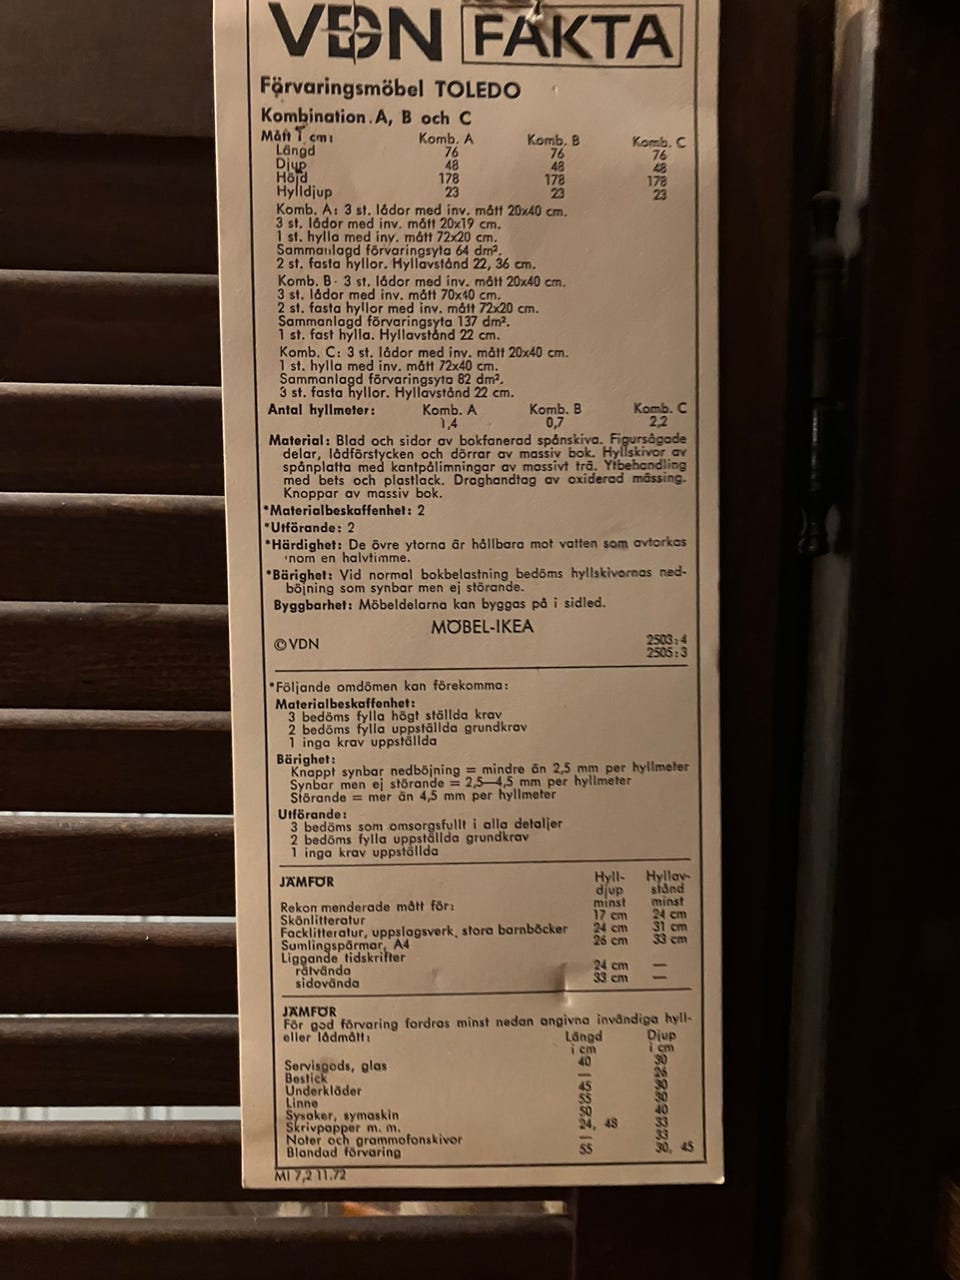 VDN FAKTA
Förvaringsmöbel TOLEDO
Kombination A, B och C
Mått i cm: Komb. A Komb. B Komb. C
Längd 76 76 76
Djup 48 48 48
Höjd 178 178 178
Hylldjup 23 23 23
Komb. A: 3 st. lådor med inv. mått 20x40 cm.
3 st. lådor med inv. mått 20x19 cm.
1 st. hylla med inv. mått 72x20 cm.
Sammanlagd förvaringsyta 64 dm².
2 st. fasta hyllor. Hyllavstånd 22, 36 cm.
Komb. B: 3 st. lådor med inv. mått 20x40 cm.
3 st. lådor med inv. mått 70x40 cm.
2 st. fasta hyllor med inv. mått 72x20 cm.
Sammanlagd förvaringsyta 137 dm².
1 st. fast hylla. Hyllavstånd 22 cm.
Komb. C: 3 st. lådor med inv. mått 20x40 cm.
1 st. hylla med inv. mått 72x40 cm.
Sammanlagd förvaringsyta 82 dm².
3 st. fasta hyllor. Hyllavstånd 22 cm.
Antal hyllmeter: Komb. A Komb. B Komb. C
1,4 0,7 2,2
Material: Blad och sidor av bokfanerad spånskiva. Figursågade
delar, lådförstycken och dörrar av massiv bok. Hyllskivor av
spånplatta med kantpålimningar av massivt trä. Ytbehandling
med bets och plastlack. Draghandtag av oxiderad mässing.
Knoppar av massiv bok.
*Materialbeskaffenhet: 2
*Utförande: 2
*Härdighet: De övre ytorna är hållbara mot vatten som avtorkas
inom en halvtimme.
*Bärighet: Vid normal bokbelastning bedöms hyllskivornas ned-
böjning som synbar men ej störande.
Byggbarhet: Möbeldelarna kan byggas på i sidled.
MÖBEL-IKEA
©VDN 2503:4
2505:3
*Följande omdömen kan förekomma:
Materialbeskaffenhet:
3 bedöms fylla högt ställda krav
2 bedöms fylla uppställda grundkrav
1 inga krav uppställda
Bärighet:
Knappt synbar nedböjning = mindre än 2,5 mm per hyllmeter
Synbar men ej störande = 2,5—4,5 mm per hyllmeter
Störande = mer än 4,5 mm per hyllmeter
Utförande:
3 bedöms som omsorgsfullt i alla detaljer
2 bedöms fylla uppställda grundkrav
1 inga krav uppställda
JÄMFÖR Hyll- Hyllav-
djup stånd
Rekommenderade mått för: minst minst
Skönlitteratur 17 cm 24 cm
Facklitteratur, uppslagsverk, stora barnböcker 24 cm 31 cm
Samlingspärmar, A4 26 cm 33 cm
Liggande tidskrifter
rätvända 24 cm —
sidovända 33 cm —
JÄMFÖR
För god förvaring fordras minst nedan angivna invändiga hyll-
eller lådmått: Längd Djup
i cm i cm
Servisgods, glas 40 30
Bestick — 26
Underkläder 45 30
Linne 55 30
Sysaker, symaskin 50 40
Skrivpapper m. m. 24, 48 33
Noter och grammofonskivor — 33
Blandad förvaring 55 30, 45
MI 7,2 11.72